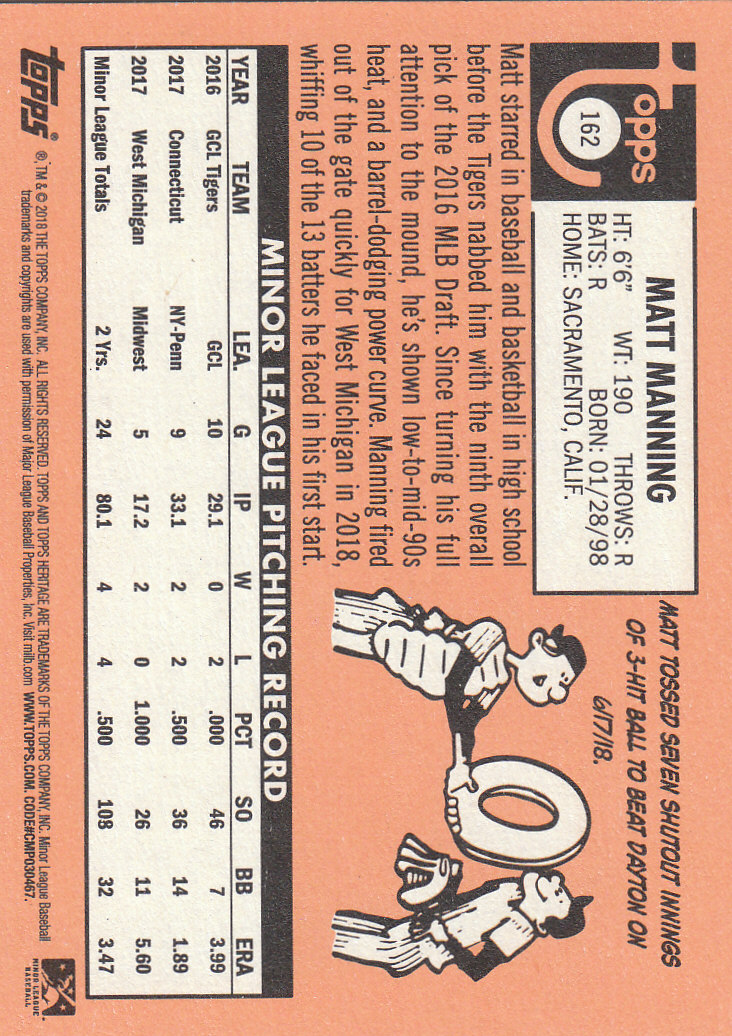 Topps
162
MATT MANNING
HT: 6'6" WT: 190 THROWS: R
BATS: R BORN: 01/28/98
HOME: SACRAMENTO, CALIF.
MATT TOSSED SEVEN SHUTOUT INNINGS
OF 3-HIT BALL TO BEAT DAYTON ON
6/17/18.
Matt starred in baseball and basketball in high school
before the Tigers nabbed him with the ninth overall
pick of the 2016 MLB Draft. Since turning his full
attention to the mound, he's shown low-to-mid-90s
heat, and a barrel-dodging power curve. Manning fired
out of the gate quickly for West Michigan in 2018,
whiffing 10 of the 13 batters he faced in his first start.
MINOR LEAGUE PITCHING RECORD
YEAR TEAM LEA. G IP W L PCT SO BB ERA
2016 GCL Tigers GCL 10 29.1 0 2 .000 46 7 3.99
2017 Connecticut NY-Penn 9 33.1 2 2 .500 36 14 1.89
2017 West Michigan Midwest 5 17.2 2 0 1.000 26 11 5.60
Minor League Totals 2 Yrs. 24 80.1 4 4 .500 108 32 3.47
topps
®, TM & © 2018 THE TOPPS COMPANY, INC. ALL RIGHTS RESERVED. TOPPS AND TOPPS HERITAGE ARE TRADEMARKS OF THE TOPPS COMPANY, INC. Minor League Baseball
trademarks and copyrights are used with permission of Major League Baseball Properties, Inc. Visit milb.com WWW.TOPPS.COM. CODE#CMP030467.
MINOR LEAGUE
BASEBALL